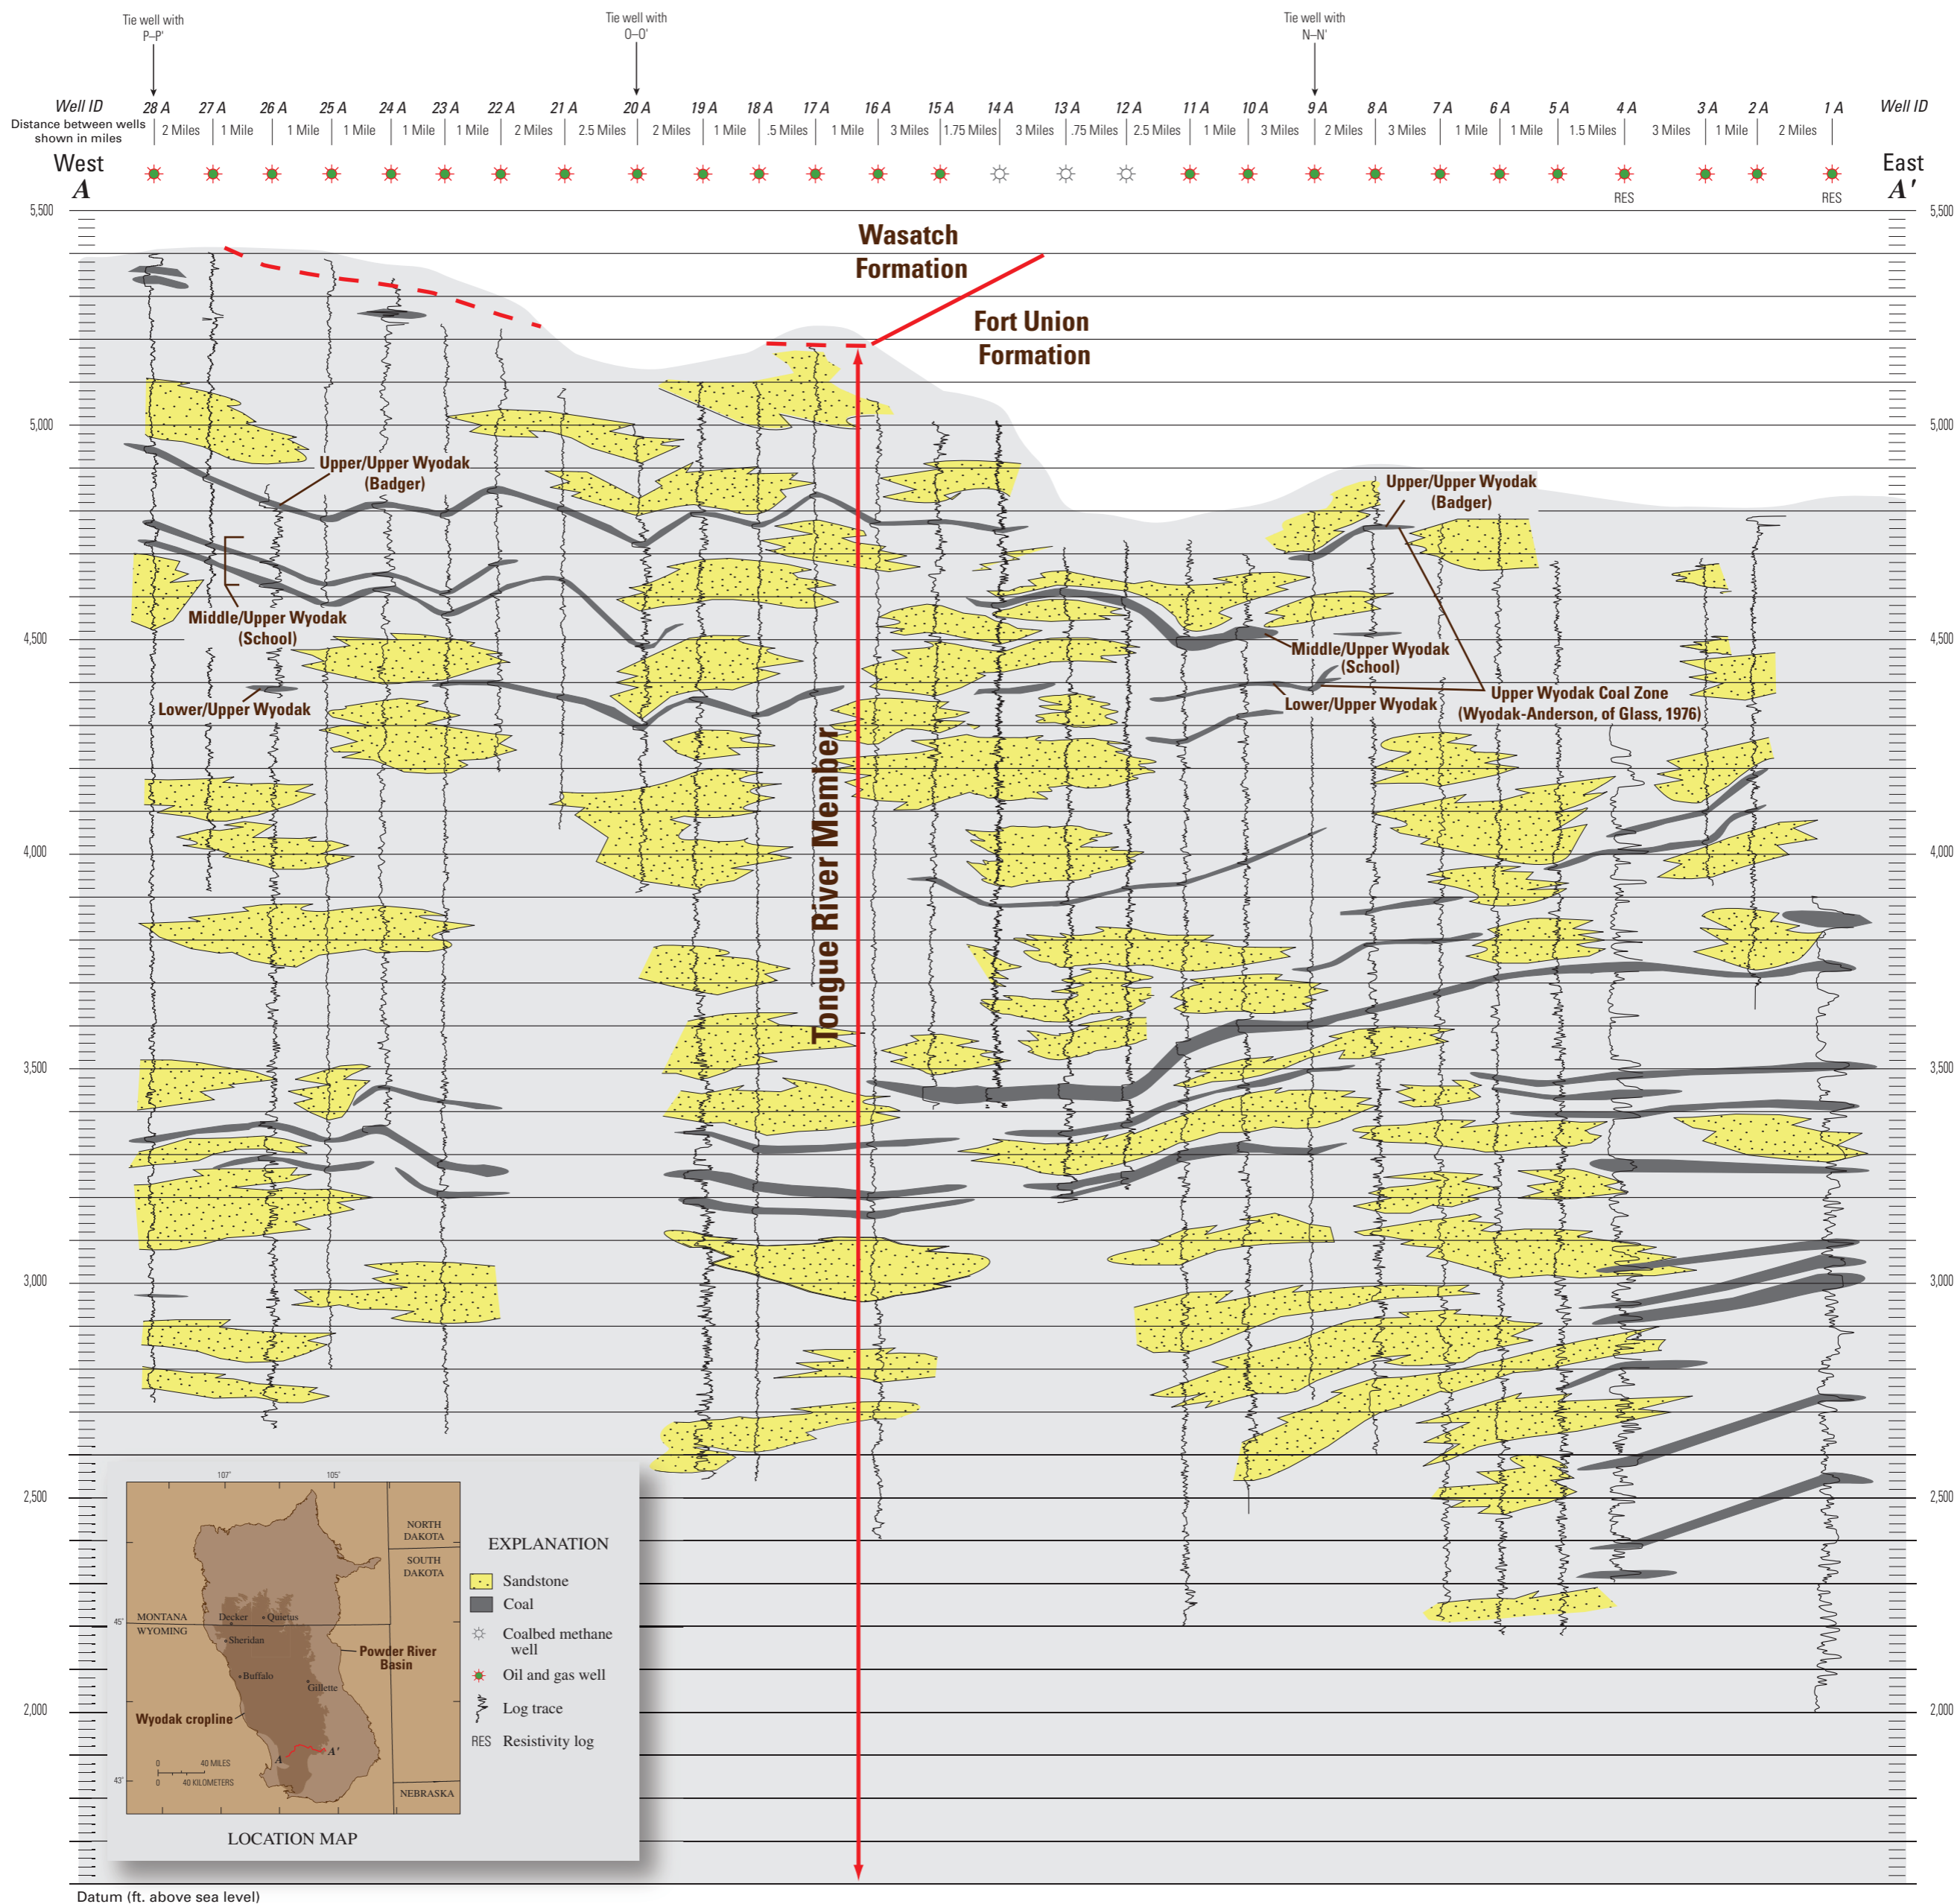 Tie well with
P–P'
Tie well with
O–O'
Tie well with
N–N'
Well ID
28 A
27 A
26 A
25 A
24 A
23 A
22 A
21 A
20 A
19 A
18 A
17 A
16 A
15 A
14 A
13 A
12 A
11 A
10 A
9 A
8 A
7 A
6 A
5 A
4 A
3 A
2 A
1 A
Well ID
Distance between wells
shown in miles
2 Miles
1 Mile
1 Mile
1 Mile
1 Mile
1 Mile
2 Miles
2.5 Miles
2 Miles
1 Mile
.5 Miles
1 Mile
3 Miles
1.75 Miles
3 Miles
.75 Miles
2.5 Miles
1 Mile
3 Miles
2 Miles
3 Miles
1 Mile
1 Mile
1.5 Miles
3 Miles
1 Mile
2 Miles
West
A
East
A'
RES
RES
5,500
5,500
Wasatch
Formation
Fort Union
Formation
5,000
5,000
Upper/Upper Wyodak
(Badger)
Upper/Upper Wyodak
(Badger)
Middle/Upper Wyodak
(School)
4,500
4,500
Middle/Upper Wyodak
(School)
Lower/Upper Wyodak
Lower/Upper Wyodak
Upper Wyodak Coal Zone
(Wyodak-Anderson, of Glass, 1976)
Tongue River Member
4,000
4,000
3,500
3,500
3,000
3,000
2,500
2,500
2,000
2,000
107°
105°
NORTH
DAKOTA
SOUTH
DAKOTA
MONTANA
WYOMING
45°
Decker
Quietus
Sheridan
Buffalo
Gillette
Powder River
Basin
Wyodak cropline
A
A'
0
40 MILES
0
40 KILOMETERS
43°
NEBRASKA
LOCATION MAP
EXPLANATION
Sandstone
Coal
Coalbed methane
well
Oil and gas well
Log trace
RES
Resistivity log
Datum (ft. above sea level)